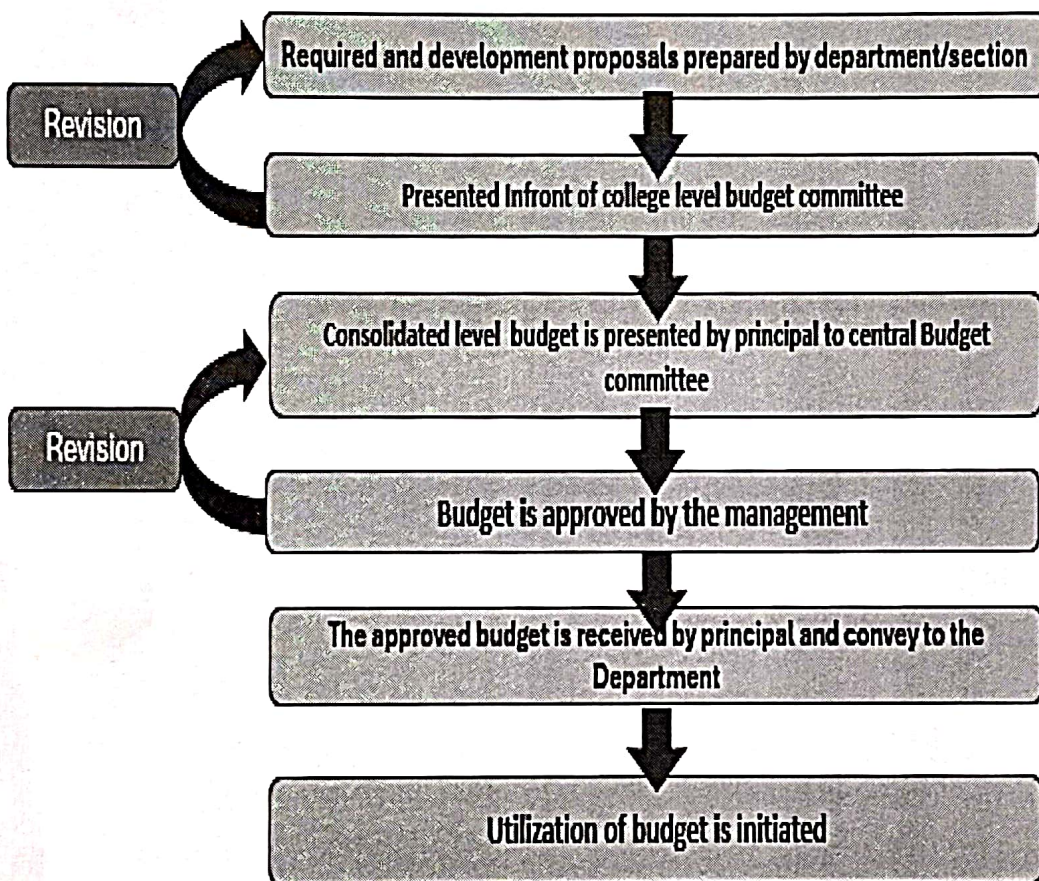 Required and development proposals prepared by department/section
Revision
Presented Infront of college level budget committee
Consolidated level budget is presented by principal to central Budget
committee
Revision
Budget is approved by the management
The approved budget is received by principal and convey to the
Department
Utilization of budget is initiated